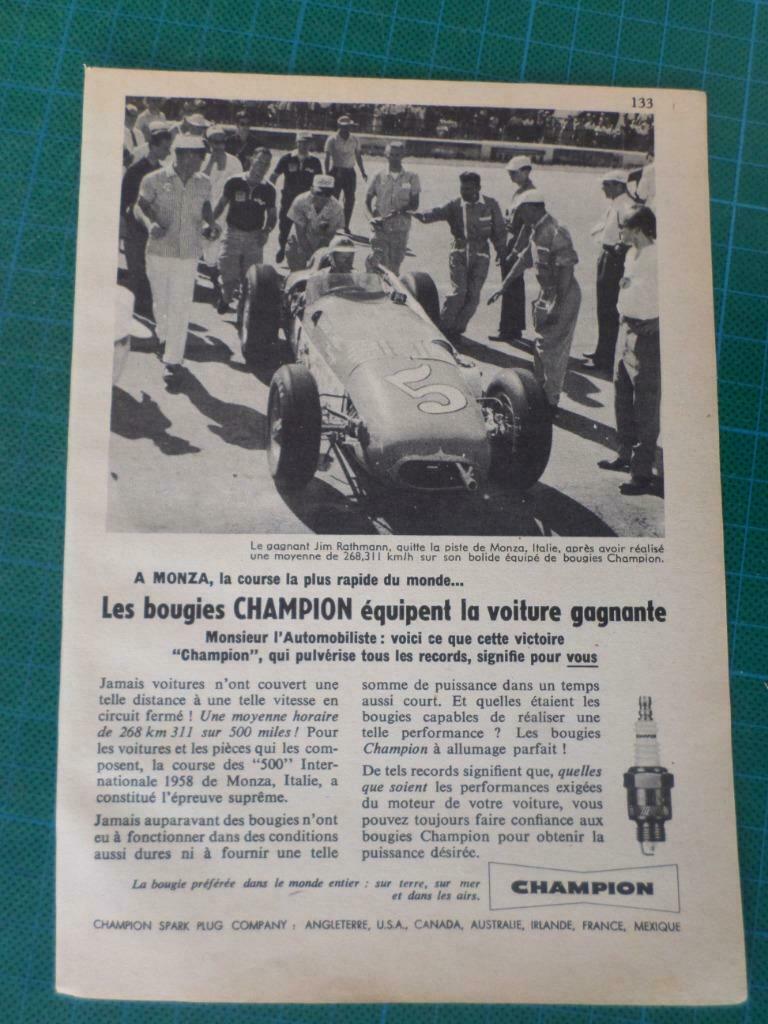 133
5
Le gagnant Jim Rathmann, quitte la piste de Monza, Italie, après avoir réalisé
une moyenne de 268,311 km/h sur son bolide équipé de bougies Champion.
A MONZA, la course la plus rapide du monde...
Les bougies CHAMPION équipent la voiture gagnante
Monsieur l'Automobiliste : voici ce que cette victoire
"Champion", qui pulvérise tous les records, signifie pour vous
Jamais voitures n'ont couvert une
telle distance à une telle vitesse en
circuit fermé ! Une moyenne horaire
de 268 km 311 sur 500 miles ! Pour
les voitures et les pièces qui les com-
posent, la course des "500" Inter-
nationale 1958 de Monza, Italie, a
constitué l'épreuve suprême.
Jamais auparavant des bougies n'ont
eu à fonctionner dans des conditions
aussi dures ni à fournir une telle
somme de puissance dans un temps
aussi court. Et quelles étaient les
bougies capables de réaliser une
telle performance ? Les bougies
Champion à allumage parfait !
De tels records signifient que, quelles
que soient les performances exigées
du moteur de votre voiture, vous
pouvez toujours faire confiance aux
bougies Champion pour obtenir la
puissance désirée.
La bougie préférée dans le monde entier : sur terre, sur mer
et dans les airs.
CHAMPION
CHAMPION SPARK PLUG COMPANY : ANGLETERRE, U.S.A., CANADA, AUSTRALIE, IRLANDE, FRANCE, MEXIQUE